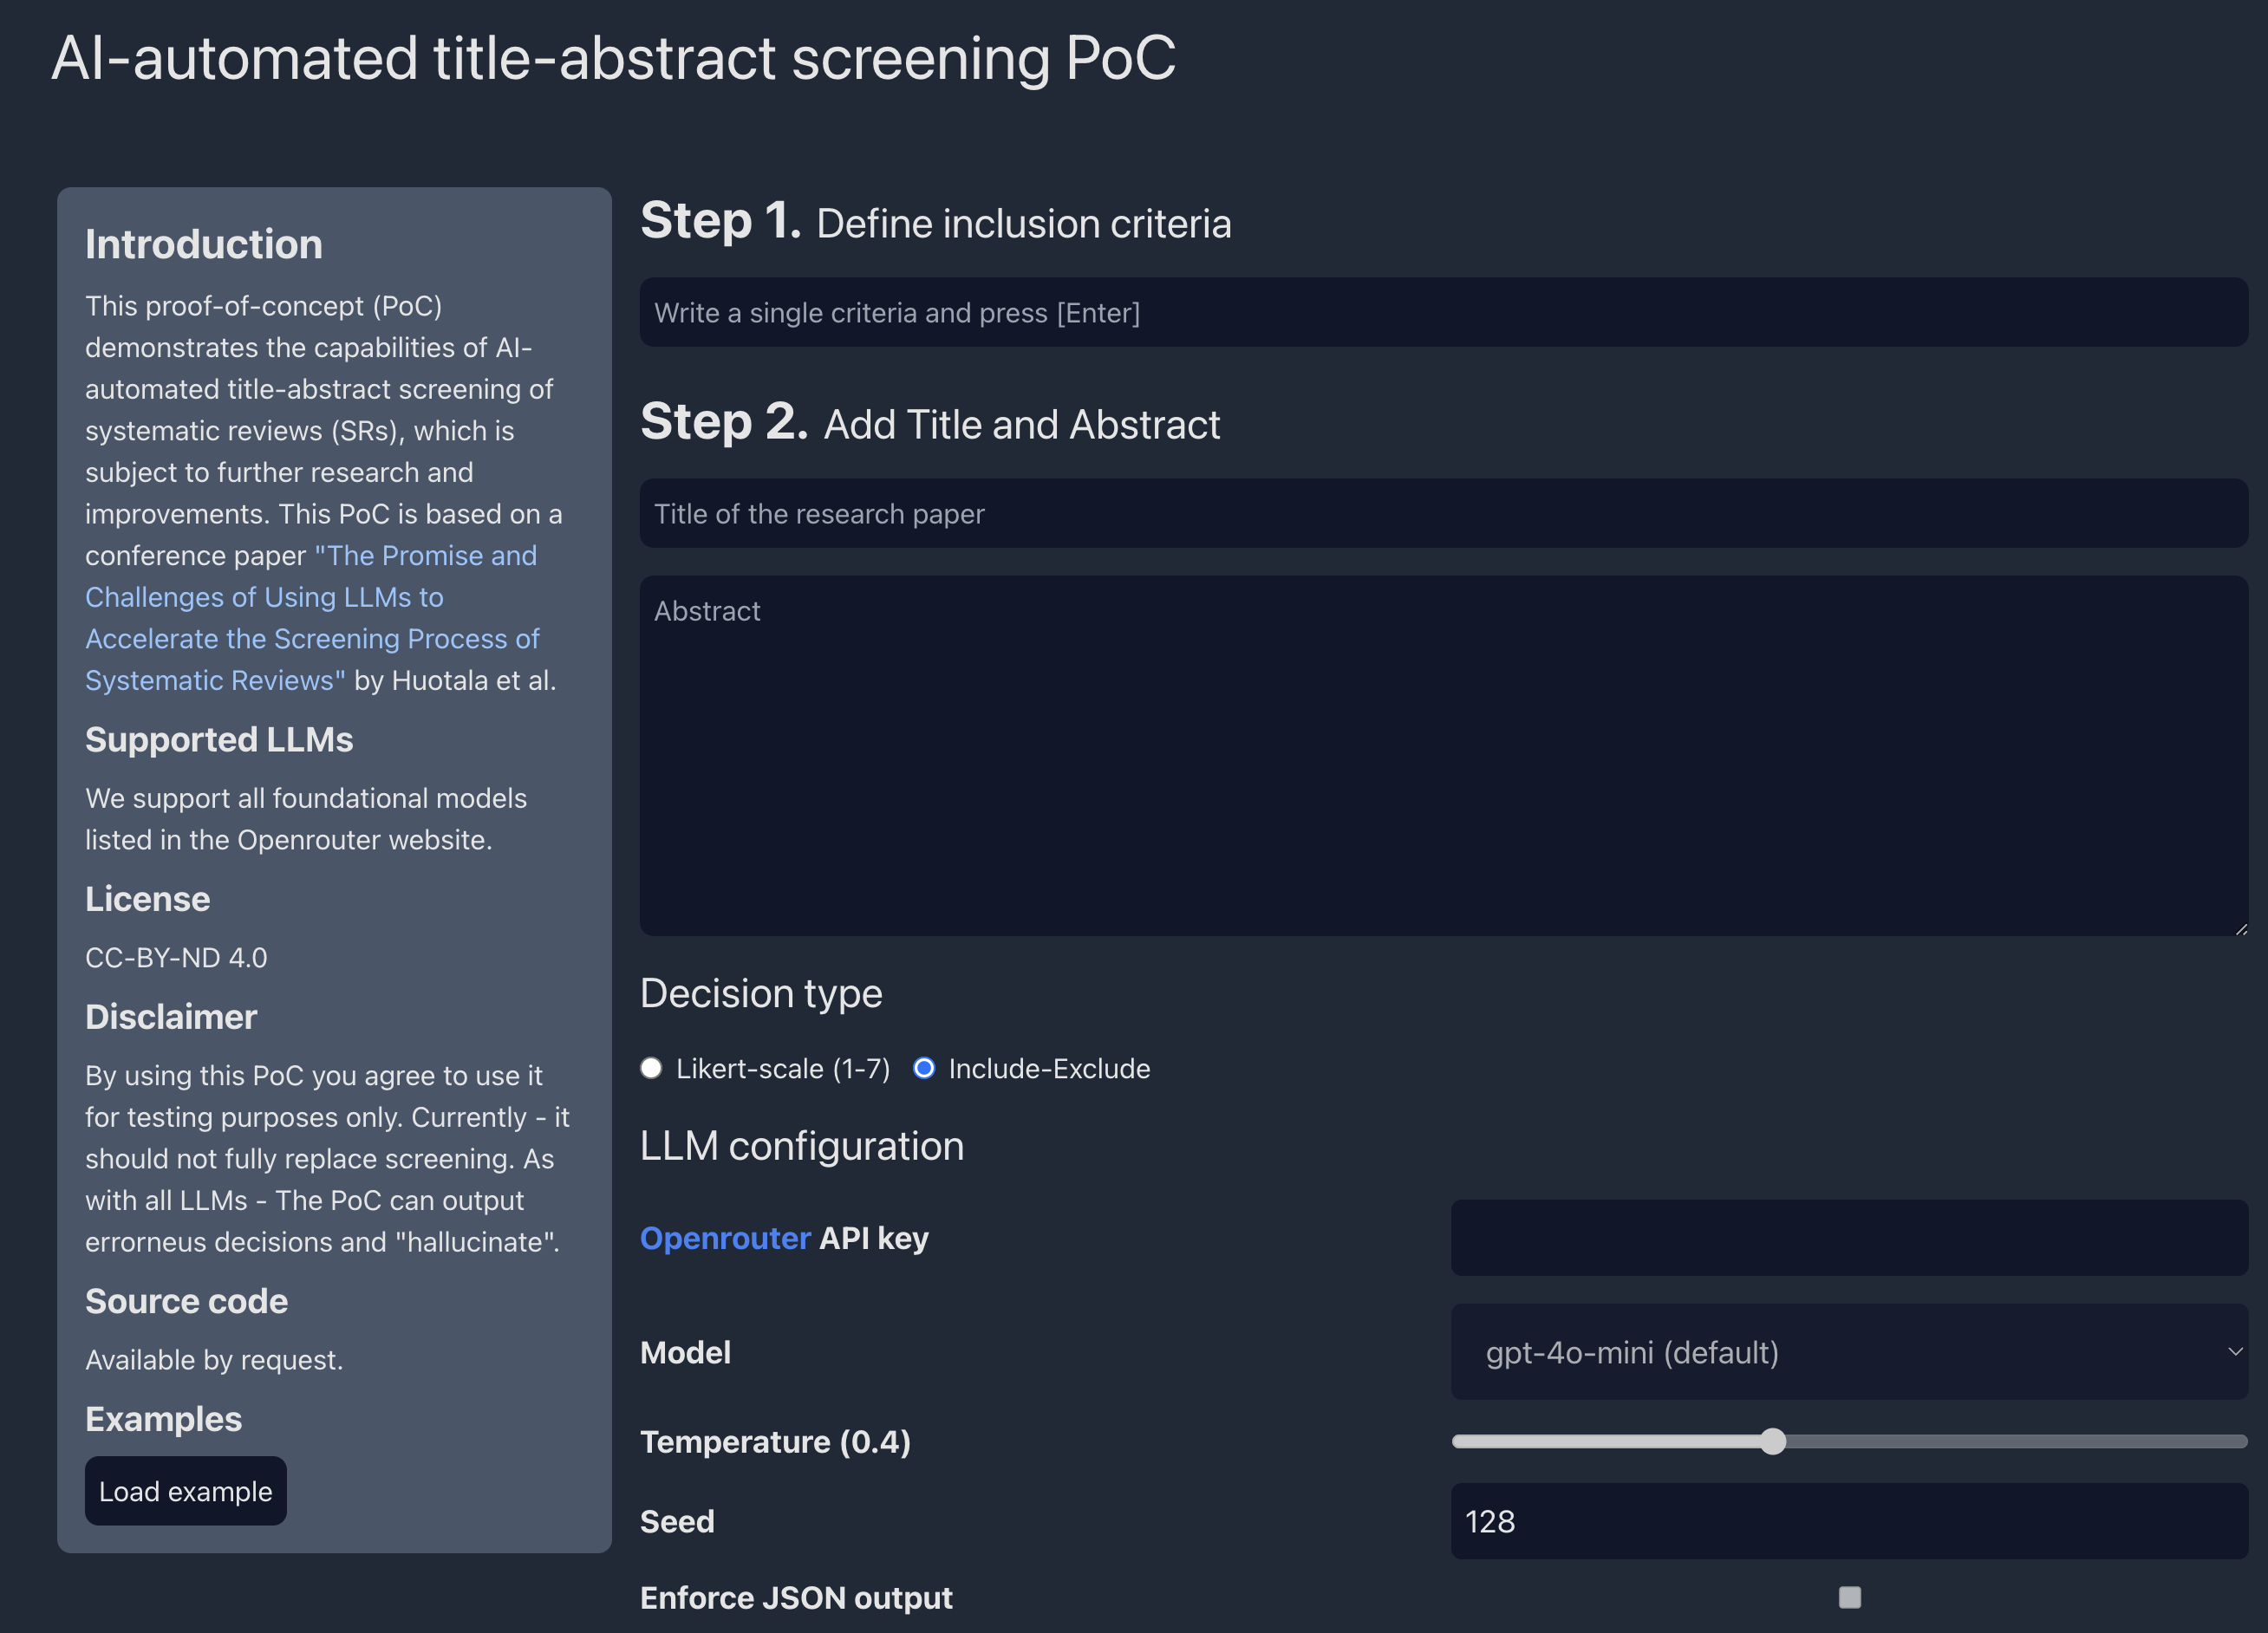 AI-automated title-abstract screening PoC
Introduction
This proof-of-concept (PoC)
demonstrates the capabilities of AI-
automated title-abstract screening of
systematic reviews (SRs), which is
subject to further research and
improvements. This PoC is based on a
conference paper "The Promise and
Challenges of Using LLMs to
Accelerate the Screening Process of
Systematic Reviews" by Huotala et al.
Supported LLMs
We support all foundational models
listed in the Openrouter website.
License
CC-BY-ND 4.0
Disclaimer
By using this PoC you agree to use it
for testing purposes only. Currently - it
should not fully replace screening. As
with all LLMs - The PoC can output
errorneus decisions and "hallucinate".
Source code
Available by request.
Examples
Load example
Step 1. Define inclusion criteria
Write a single criteria and press [Enter]
Step 2. Add Title and Abstract
Title of the research paper
Abstract
Decision type
Likert-scale (1-7) Include-Exclude
LLM configuration
Openrouter API key
Model
gpt-4o-mini (default)
Temperature (0.4)
Seed
128
Enforce JSON output